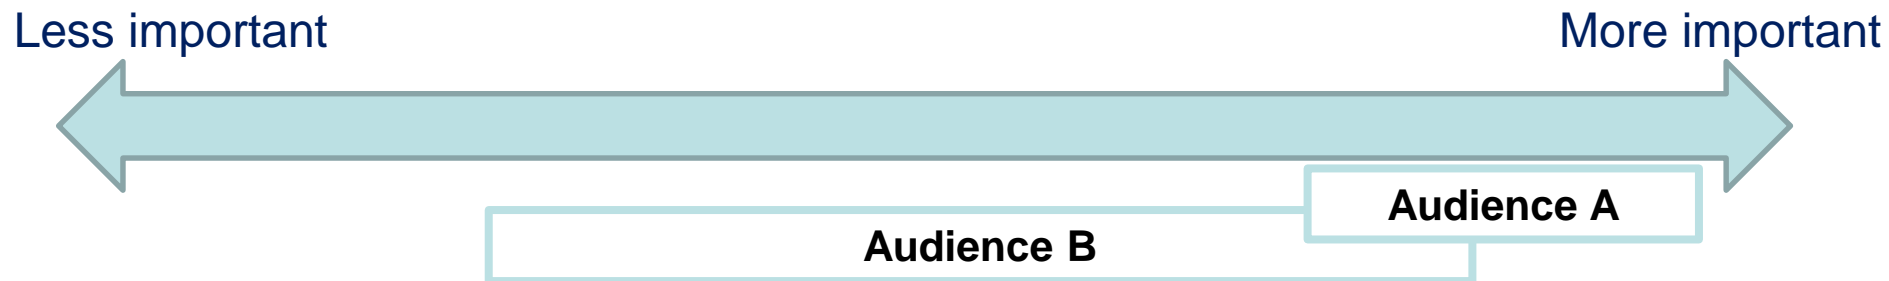 Less important
More important
Audience A
Audience B